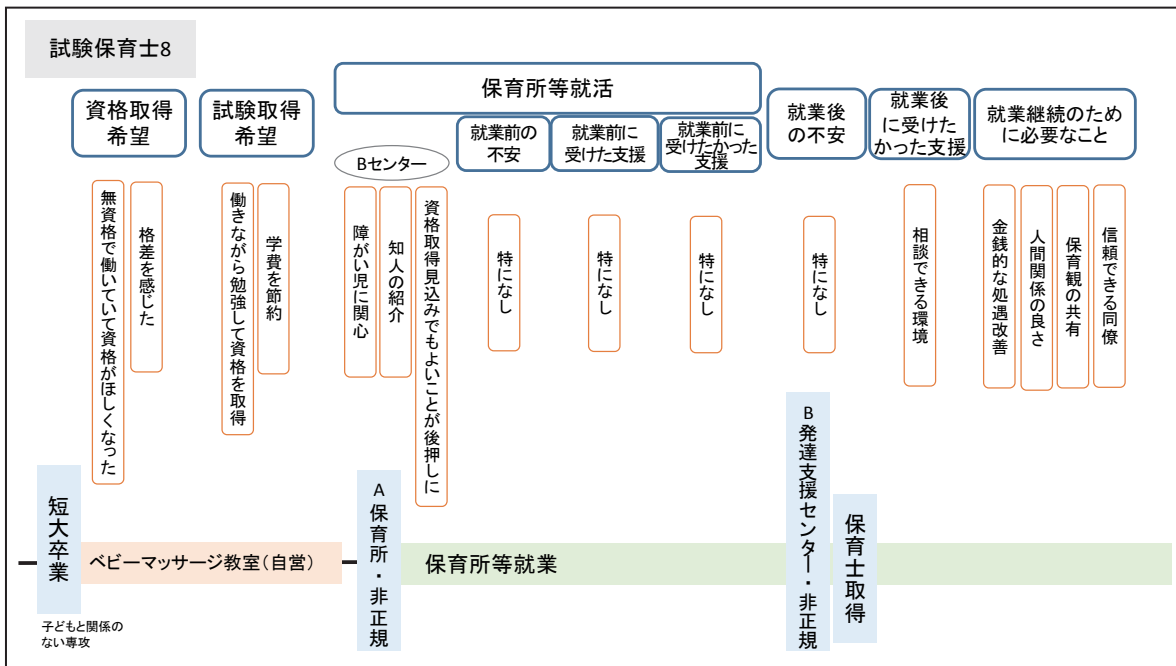 試験保育士8
資格取得
希望
試験取得
希望
保育所等就活
就業前の
不安
就業前に
受けた支援
就業前に
受けたかった
支援
就業後
の不安
就業後
に受けた
かった支援
就業継続のため
に必要なこと
Bセンター
無資格で働いていて資格がほしくなった
格差を感じた
働きながら勉強して資格を取得
学費を節約
障がい児に関心
知人の紹介
資格取得見込みでもよいことが後押しに
特になし
特になし
特になし
特になし
相談できる環境
金銭的な処遇改善
人間関係の良さ
保育観の共有
信頼できる同僚
短大卒業
ベビーマッサージ教室(自営)
A保育所・非正規
保育所等就業
B発達支援センター・非正規
保育士取得
子どもと関係の
ない専攻